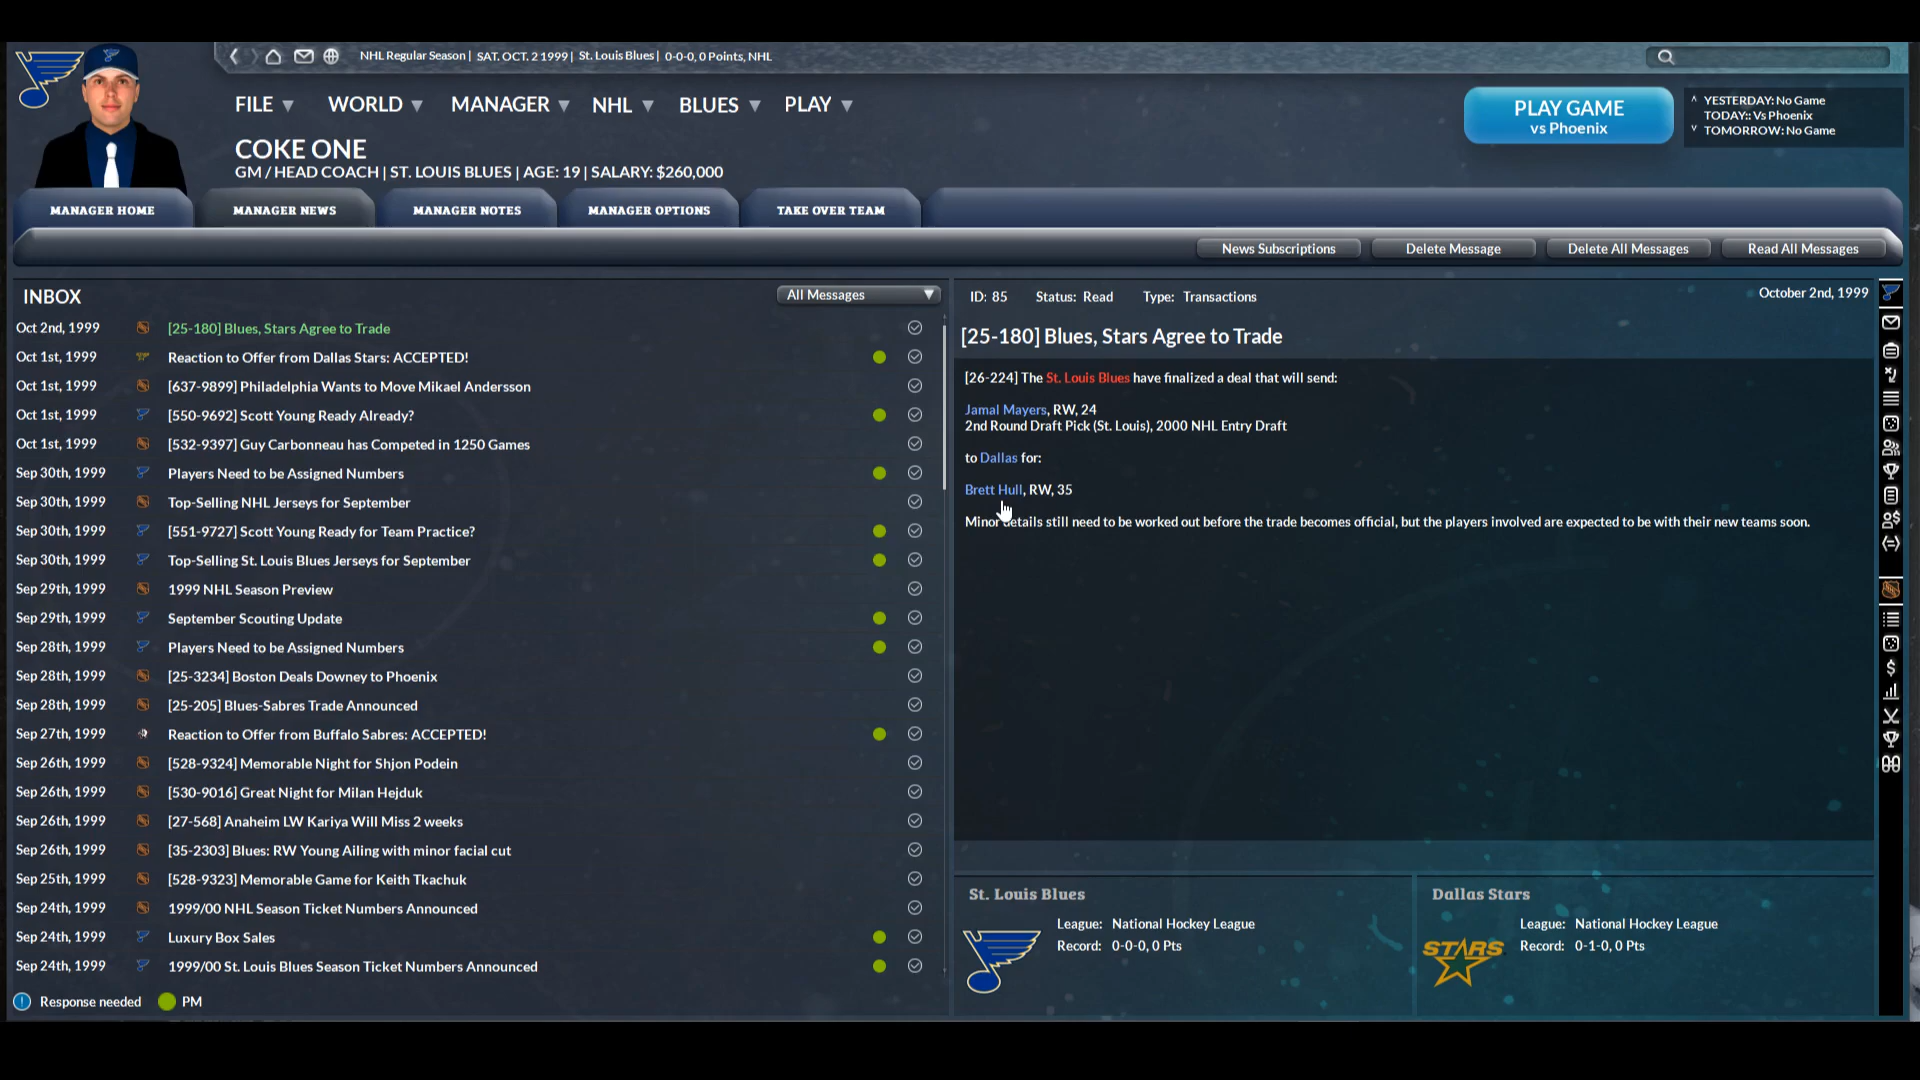 NHL Regular Season | SAT. OCT. 2 1999 | St. Louis Blues | 0-0-0, 0 Points, NHL
FILE WORLD MANAGER NHL BLUES PLAY
PLAY GAME
vs Phoenix
YESTERDAY: No Game
TODAY:: Vs Phoenix
TOMORROW: No Game
COKE ONE
GM / HEAD COACH | ST. LOUIS BLUES | AGE: 19 | SALARY: $260,000
MANAGER HOME MANAGER NEWS MANAGER NOTES MANAGER OPTIONS TAKE OVER TEAM
News Subscriptions Delete Message Delete All Messages Read All Messages
INBOX All Messages
Oct 2nd, 1999 [25-180] Blues, Stars Agree to Trade
Oct 1st, 1999 Reaction to Offer from Dallas Stars: ACCEPTED!
Oct 1st, 1999 [637-9899] Philadelphia Wants to Move Mikael Andersson
Oct 1st, 1999 [550-9692] Scott Young Ready Already?
Oct 1st, 1999 [532-9397] Guy Carbonneau has Competed in 1250 Games
Sep 30th, 1999 Players Need to be Assigned Numbers
Sep 30th, 1999 Top-Selling NHL Jerseys for September
Sep 30th, 1999 [551-9727] Scott Young Ready for Team Practice?
Sep 30th, 1999 Top-Selling St. Louis Blues Jerseys for September
Sep 29th, 1999 1999 NHL Season Preview
Sep 29th, 1999 September Scouting Update
Sep 28th, 1999 Players Need to be Assigned Numbers
Sep 28th, 1999 [25-3234] Boston Deals Downey to Phoenix
Sep 28th, 1999 [25-205] Blues-Sabres Trade Announced
Sep 27th, 1999 Reaction to Offer from Buffalo Sabres: ACCEPTED!
Sep 26th, 1999 [528-9324] Memorable Night for Shjon Podein
Sep 26th, 1999 [530-9016] Great Night for Milan Hejduk
Sep 26th, 1999 [27-568] Anaheim LW Kariya Will Miss 2 weeks
Sep 26th, 1999 [35-2303] Blues: RW Young Ailing with minor facial cut
Sep 25th, 1999 [528-9323] Memorable Game for Keith Tkachuk
Sep 24th, 1999 1999/00 NHL Season Ticket Numbers Announced
Sep 24th, 1999 Luxury Box Sales
Sep 24th, 1999 1999/00 St. Louis Blues Season Ticket Numbers Announced
Response needed PM
ID: 85 Status: Read Type: Transactions October 2nd, 1999
[25-180] Blues, Stars Agree to Trade
[26-224] The St. Louis Blues have finalized a deal that will send:
Jamal Mayers, RW, 24
2nd Round Draft Pick (St. Louis), 2000 NHL Entry Draft
to Dallas for:
Brett Hull, RW, 35
Minor details still need to be worked out before the trade becomes official, but the players involved are expected to be with their new teams soon.
St. Louis Blues
League: National Hockey League
Record: 0-0-0, 0 Pts
Dallas Stars
STARS
League: National Hockey League
Record: 0-1-0, 0 Pts